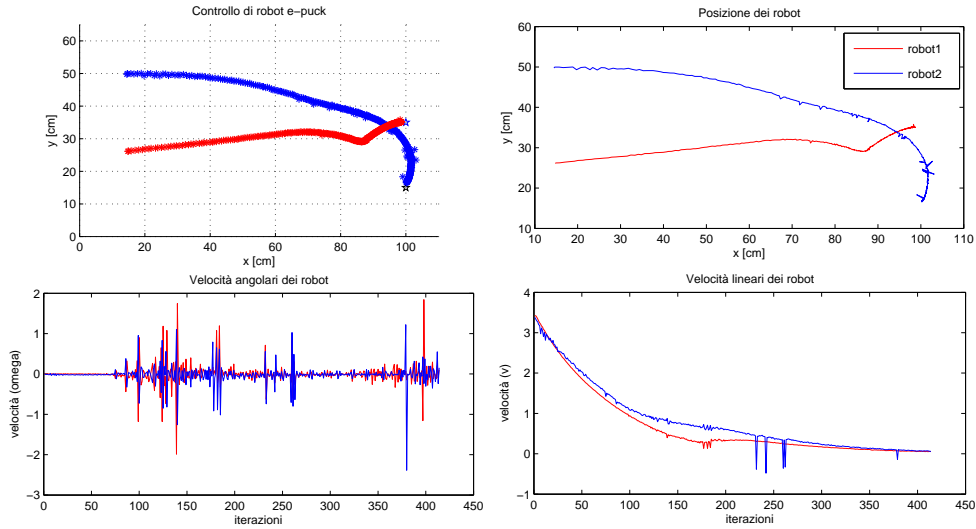 Controllo di robot e−puck
60
50
40
30
20
10
0
y [cm]
0 20 40 60 80 100
x [cm]
Posizione dei robot
60
50
40
30
20
10
y [cm]
robot1
robot2
10 20 30 40 50 60 70 80 90 100 110
x [cm]
Velocità angolari dei robot
2
1
0
−1
−2
−3
velocità (omega)
0 50 100 150 200 250 300 350 400 450
iterazioni
Velocità lineari dei robot
4
3
2
1
0
−1
velocità (v)
0 50 100 150 200 250 300 350 400 450
iterazioni